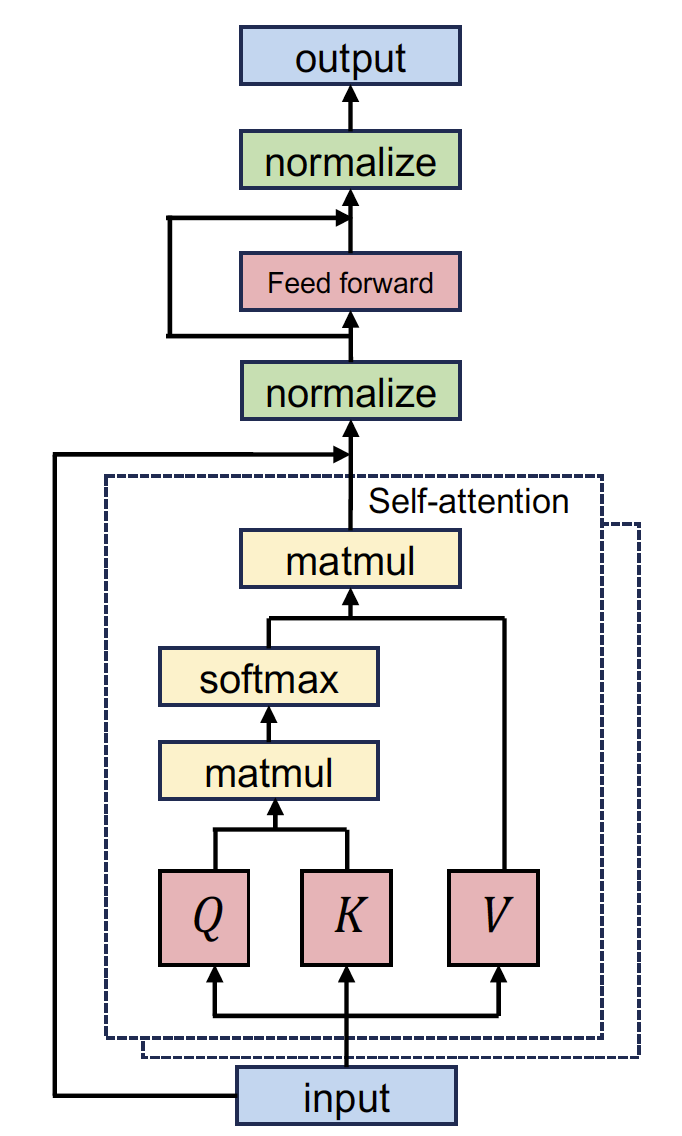 output
normalize
Feed forward
normalize
Self-attention
matmul
softmax
matmul
Q K V
input